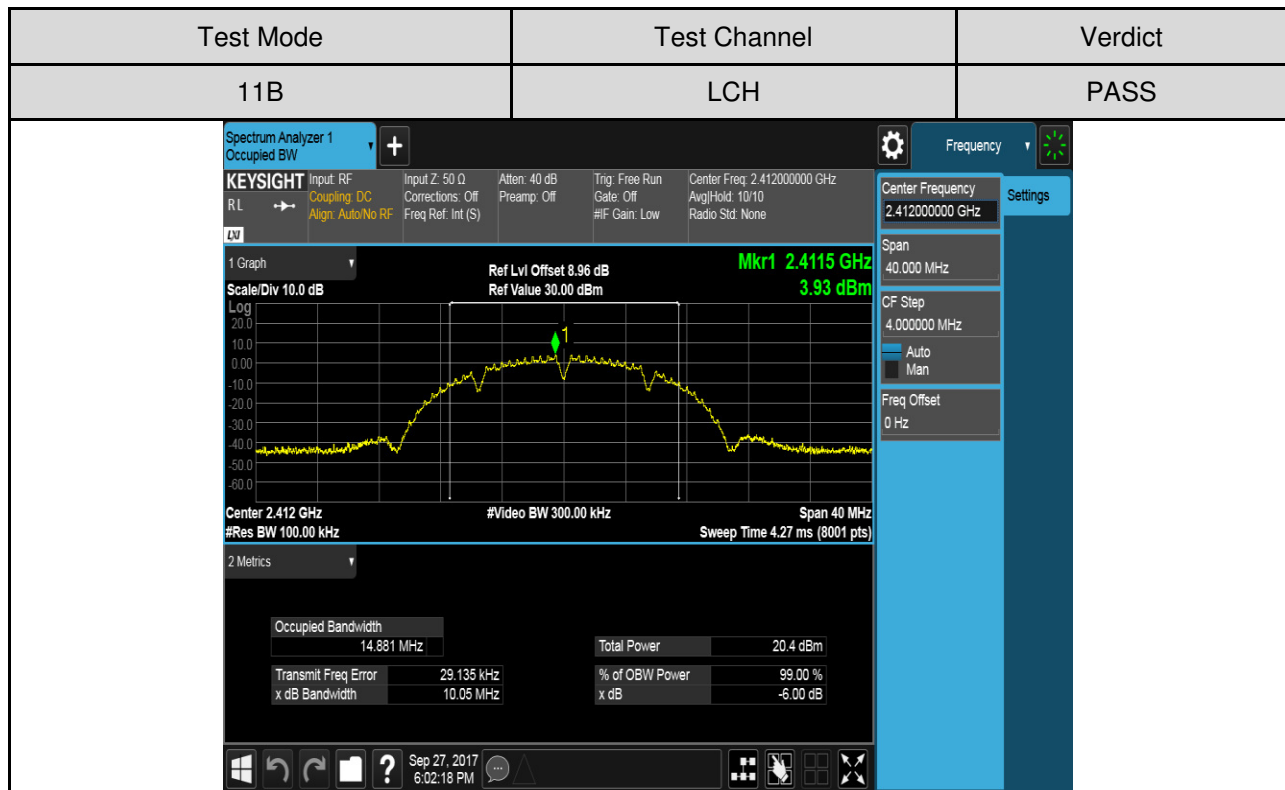 Test Mode Test Channel Verdict
11B LCH PASS
Spectrum Analyzer 1
Occupied BW
Frequency
KEYSIGHT Input: RF Input Z: 50 Ω Atten: 40 dB Trig: Free Run Center Freq: 2.412000000 GHz
RL Coupling: DC Corrections: Off Preamp: Off Gate: Off Avg|Hold: 10/10
Align: Auto/No RF Freq Ref: Int (S) #IF Gain: Low Radio Std: None
LXI
Center Frequency
2.412000000 GHz
Settings
Span
40.000 MHz
CF Step
4.000000 MHz
Auto
Man
Freq Offset
0 Hz
1 Graph Ref Lvl Offset 8.96 dB Mkr1 2.4115 GHz
Scale/Div 10.0 dB Ref Value 30.00 dBm 3.93 dBm
Log
20.0
10.0
1
0.00
-10.0
-20.0
-30.0
-40.0
-50.0
-60.0
Center 2.412 GHz #Video BW 300.00 kHz Span 40 MHz
#Res BW 100.00 kHz Sweep Time 4.27 ms (8001 pts)
2 Metrics
Occupied Bandwidth
14.881 MHz Total Power 20.4 dBm
Transmit Freq Error 29.135 kHz % of OBW Power 99.00 %
x dB Bandwidth 10.05 MHz x dB -6.00 dB
? Sep 27, 2017
6:02:18 PM